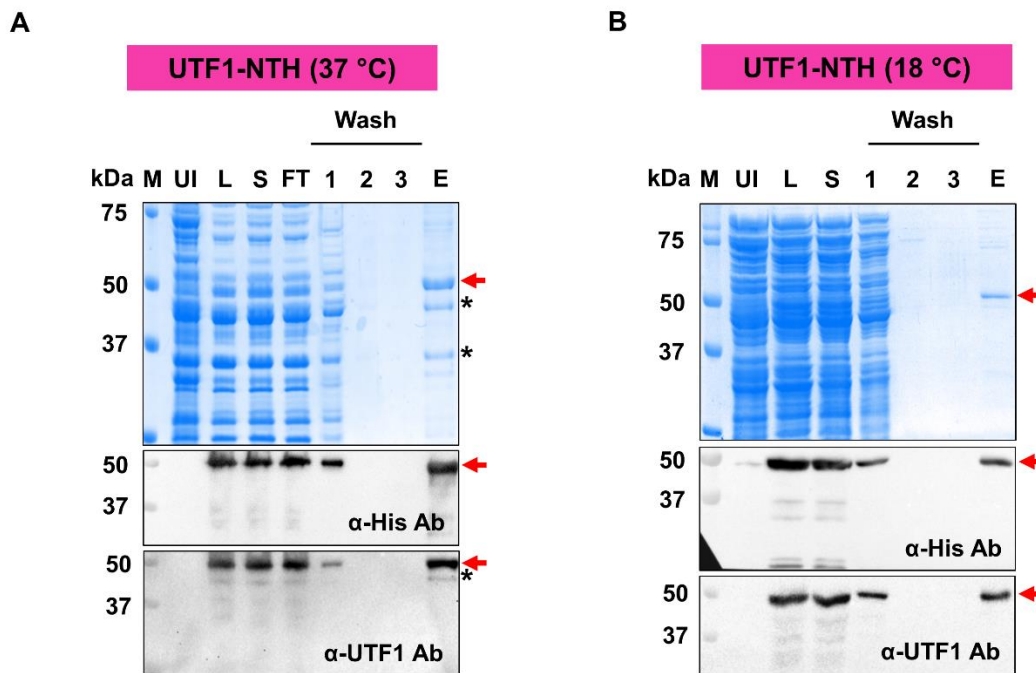 A
UTF1-NTH (37 °C)
Wash
kDa M UI L S FT 1 2 3 E
75
50
*
37
*
50
37
α-His Ab
50
*
37
α-UTF1 Ab
B
UTF1-NTH (18 °C)
Wash
kDa M UI L S 1 2 3 E
75
50
37
50
37
α-His Ab
50
37
α-UTF1 Ab